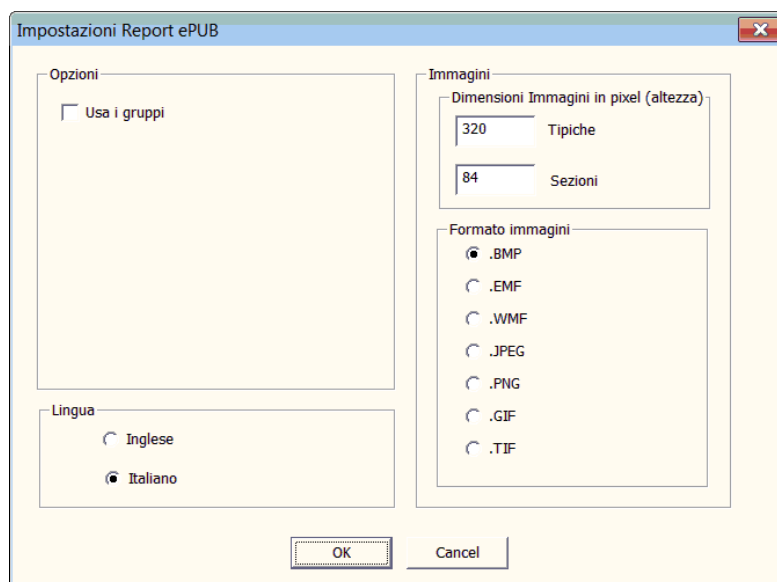 Impostazioni Report ePUB
Opzioni
Usa i gruppi
Lingua
Inglese
Italiano
Immagini
Dimensioni Immagini in pixel (altezza)
320 Tipiche
84 Sezioni
Formato immagini
.BMP
.EMF
.WMF
.JPEG
.PNG
.GIF
.TIF
OK Cancel